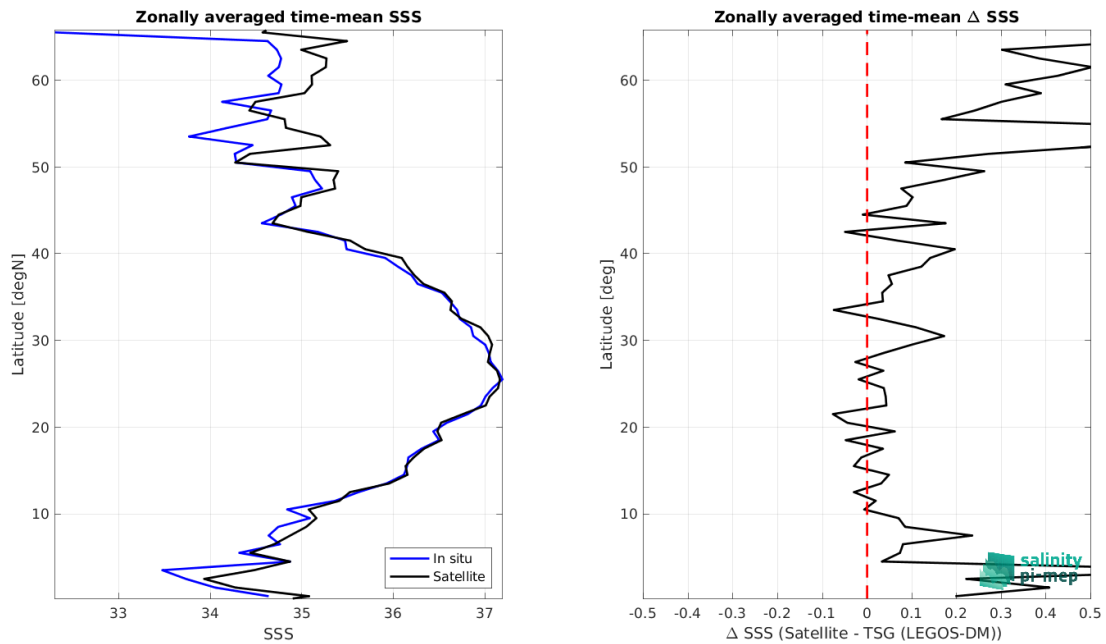 Zonally averaged time-mean SSS
60
50
40
30
20
10
Latitude [degN]
33
34
35
36
37
SSS
In situ
Satellite
Zonally averaged time-mean Δ SSS
60
50
40
30
20
10
Latitude [deg]
-0.5
-0.4
-0.3
-0.2
-0.1
0
0.1
0.2
0.3
0.4
0.5
Δ SSS (Satellite - TSG (LEGOS-DM))
salinity
pi-mep